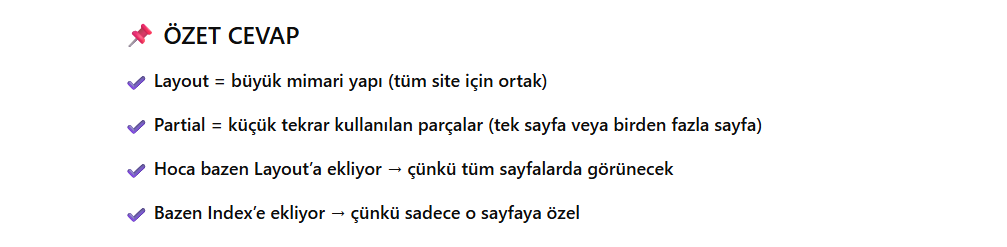 📌 ÖZET CEVAP
✔ Layout = büyük mimari yapı (tüm site için ortak)
✔ Partial = küçük tekrar kullanılan parçalar (tek sayfa veya birden fazla sayfa)
✔ Hoca bazen Layout’a ekliyor → çünkü tüm sayfalarda görünecek
✔ Bazen Index’e ekliyor → çünkü sadece o sayfaya özel